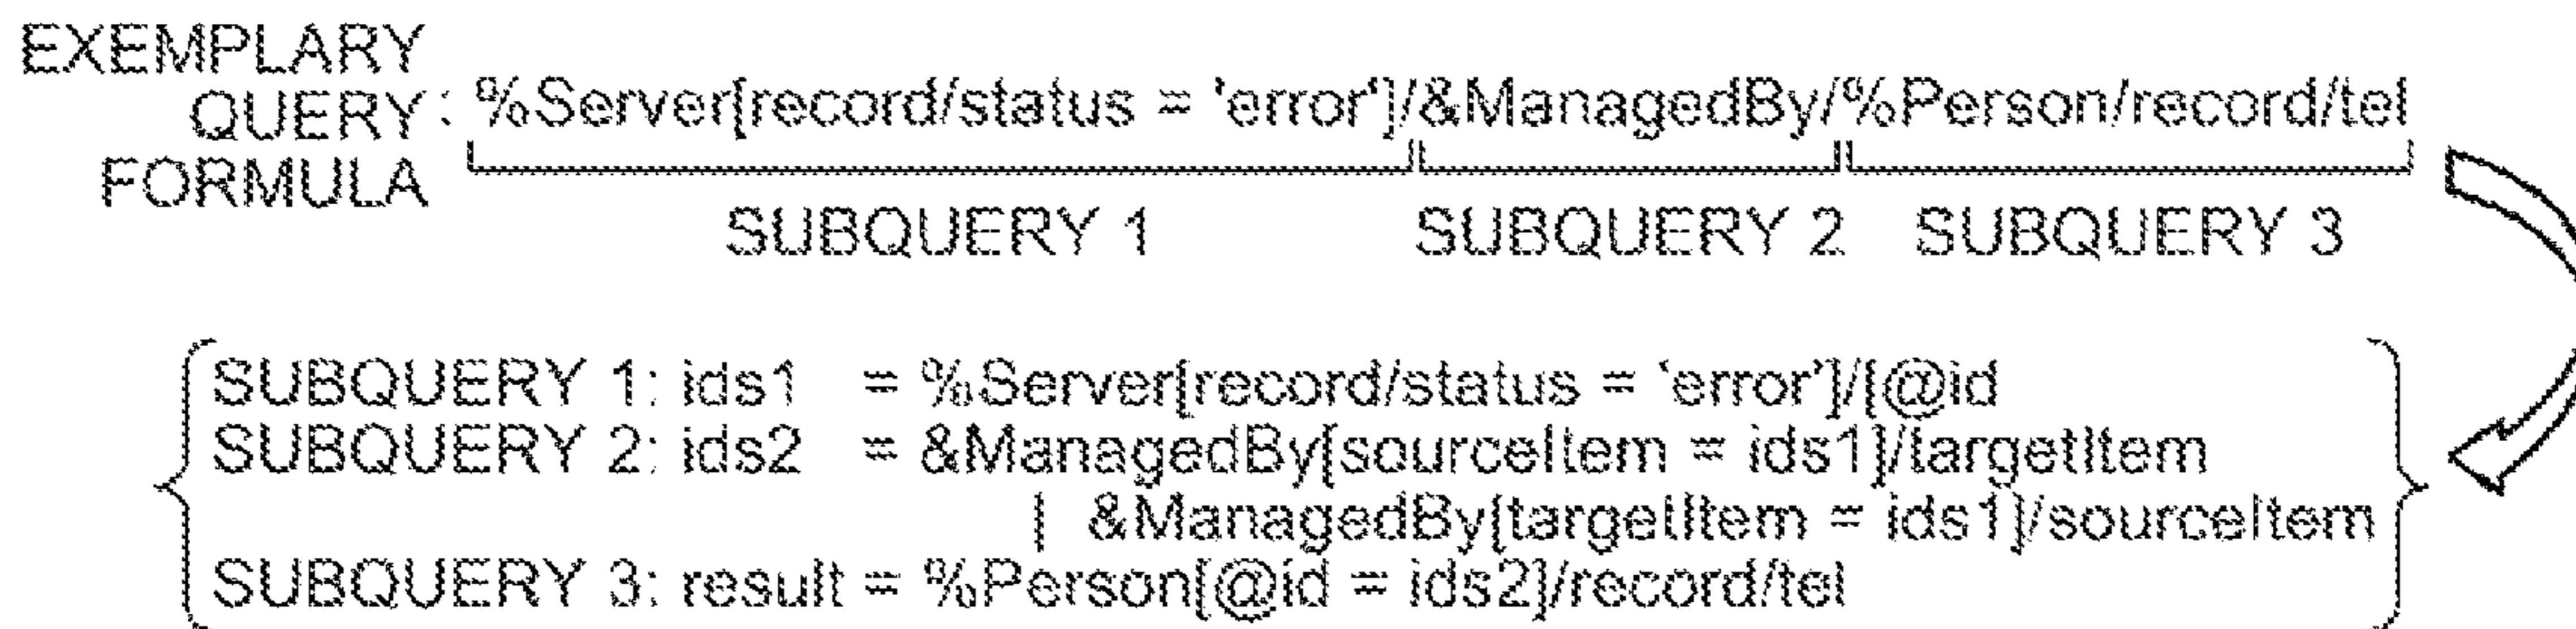 EXEMPLARY
QUERY : %Server[record/status = 'error']/&ManagedBy/%Person/record/tel
FORMULA
SUBQUERY 1 SUBQUERY 2 SUBQUERY 3
SUBQUERY 1: ids1 = %Server[record/status = 'error']/[@id
SUBQUERY 2: ids2 = &ManagedBy[sourceItem = ids1]/targetItem
| &ManagedBy[targetItem = ids1]/sourceItem
SUBQUERY 3: result = %Person[@id = ids2]/record/tel